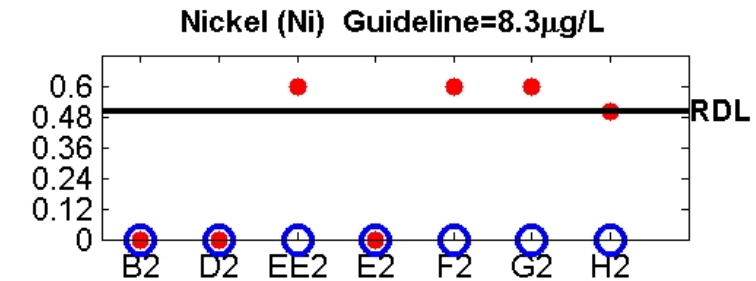 Nickel (Ni) Guideline=8.3µg/L
0.6
RDL
0.48
0.36
0.24
0.12
0
B2 D2 EE2 E2 F2 G2 H2